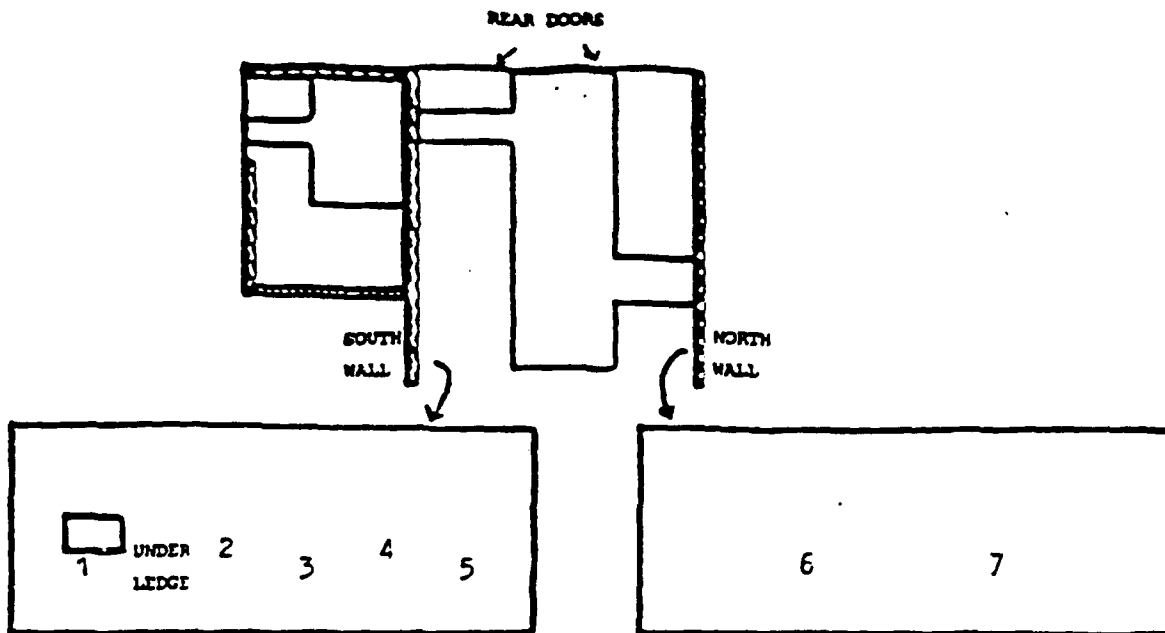 REAR DOORS
SOUTH
WALL
NORTH
WALL
1
UNDER
LEDGE
2
3
4
5
6
7